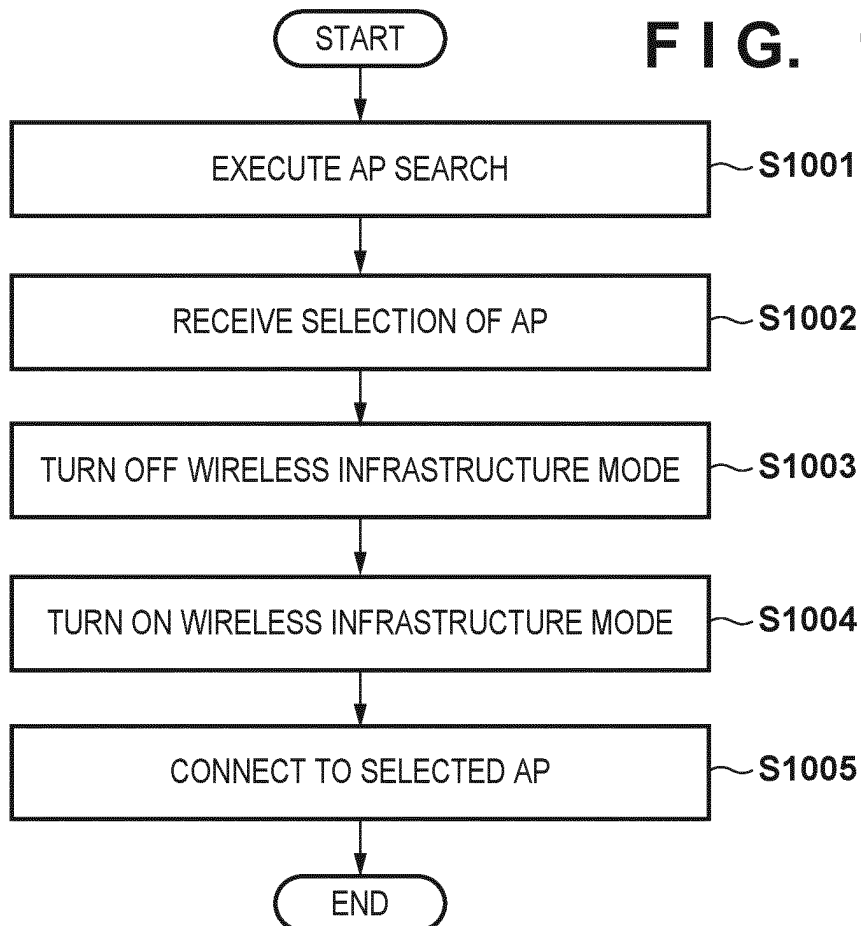 START
F I G.
EXECUTE AP SEARCH
S1001
RECEIVE SELECTION OF AP
S1002
TURN OFF WIRELESS INFRASTRUCTURE MODE
S1003
TURN ON WIRELESS INFRASTRUCTURE MODE
S1004
CONNECT TO SELECTED AP
S1005
END